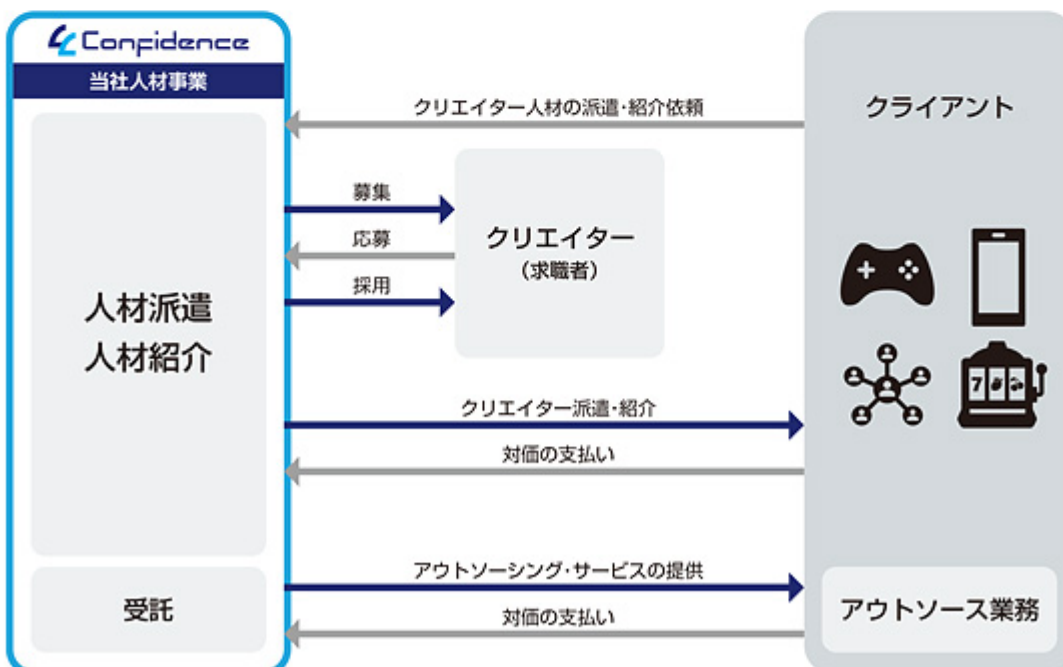 Confidence
当社人材事業
クリエイター人材の派遣・紹介依頼
クライアント
募集
応募
採用
クリエイター
（求職者）
人材派遣
人材紹介
7
クリエイター派遣・紹介
対価の支払い
アウトソーシング・サービスの提供
受託
対価の支払い
アウトソース業務